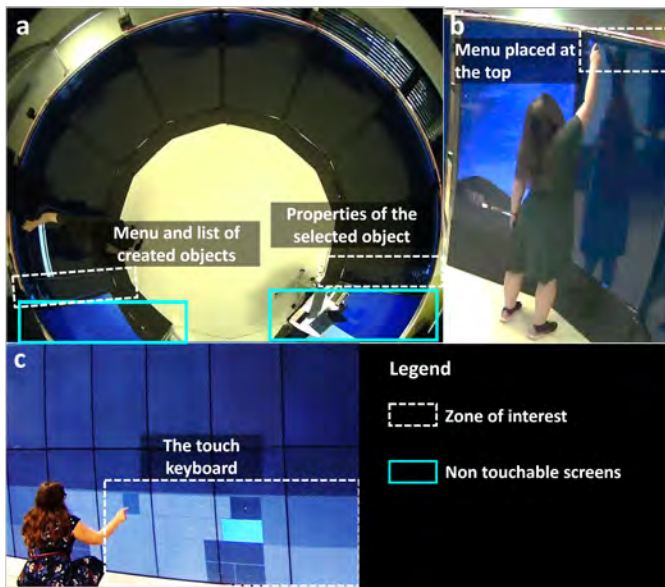 a
Menu and list of
created objects
Properties of the
selected object
b
Menu placed at
the top
c
The touch
keyboard
Legend
Zone of interest
Non touchable screens